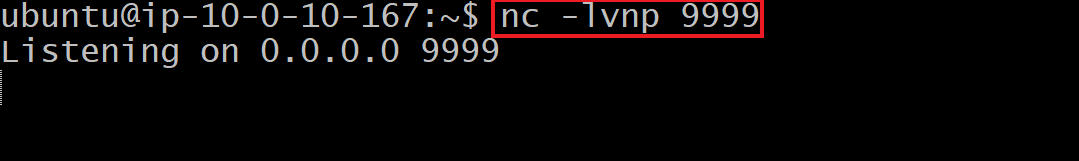 ubuntu@ip-10-0-10-167:~$ nc -lvnp 9999
Listening on 0.0.0.0 9999